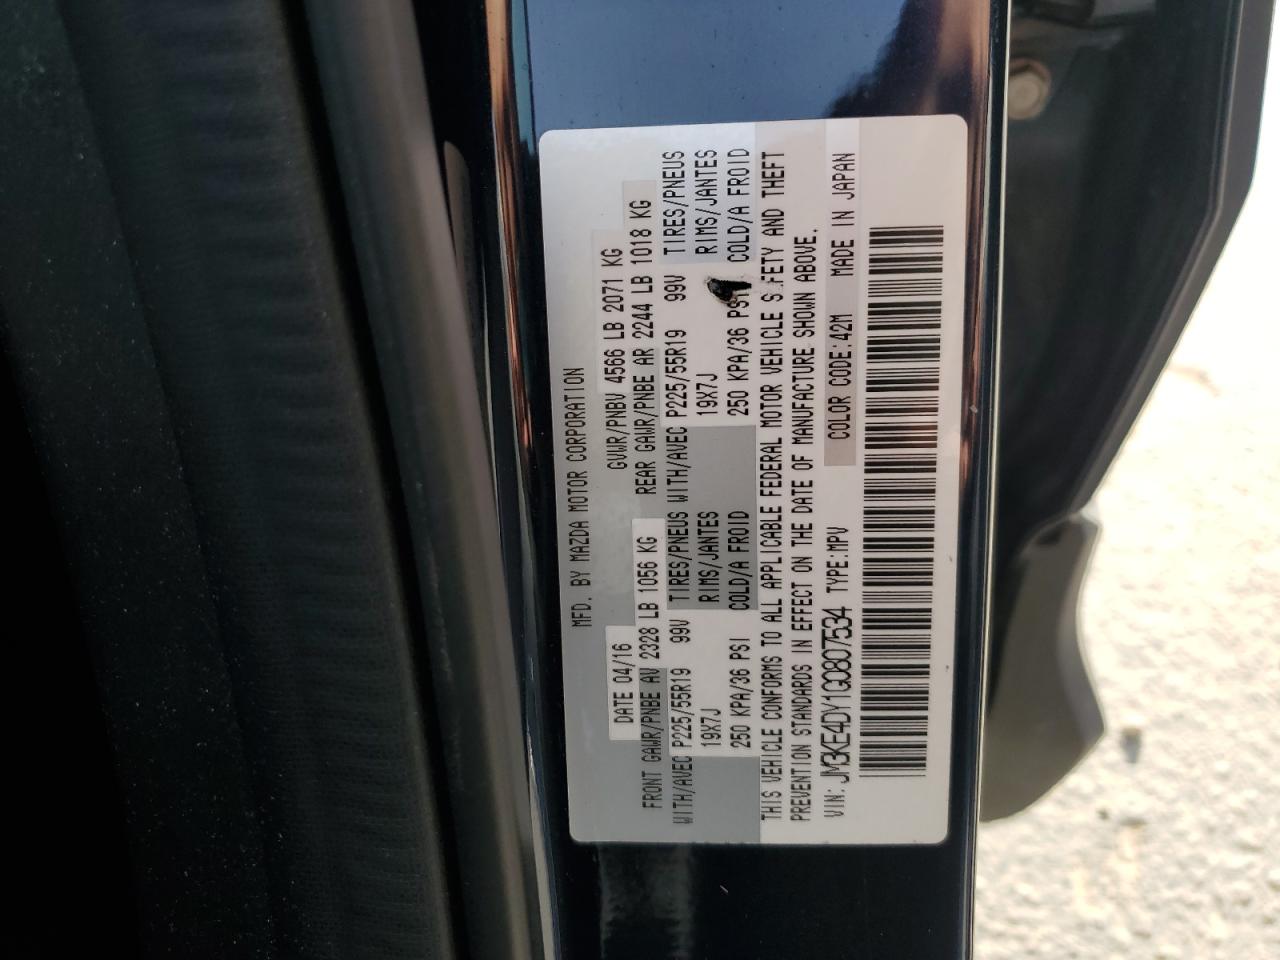 MFD. BY MAZDA MOTOR CORPORATION
DATE 04/16 GVWR/PNBV 4566 LB 2071 KG
FRONT GAWR/PNBE AV 2328 LB 1056 KG REAR GAWR/PNBE AR 2244 LB 1018 KG
WITH/AVEC P225/55R19 99V TIRES/PNEUS WITH/AVEC P225/55R19 99V TIRES/PNEUS
19X7J RIMS/JANTES 19X7J RIMS/JANTES
250 KPA/36 PSI COLD/A FROID 250 KPA/36 PSI COLD/A FROID
THIS VEHICLE CONFORMS TO ALL APPLICABLE FEDERAL MOTOR VEHICLE SAFETY AND THEFT
PREVENTION STANDARDS IN EFFECT ON THE DATE OF MANUFACTURE SHOWN ABOVE.
VIN: JM3KE4DY1G0807534 TYPE:MPV COLOR CODE:42M MADE IN JAPAN